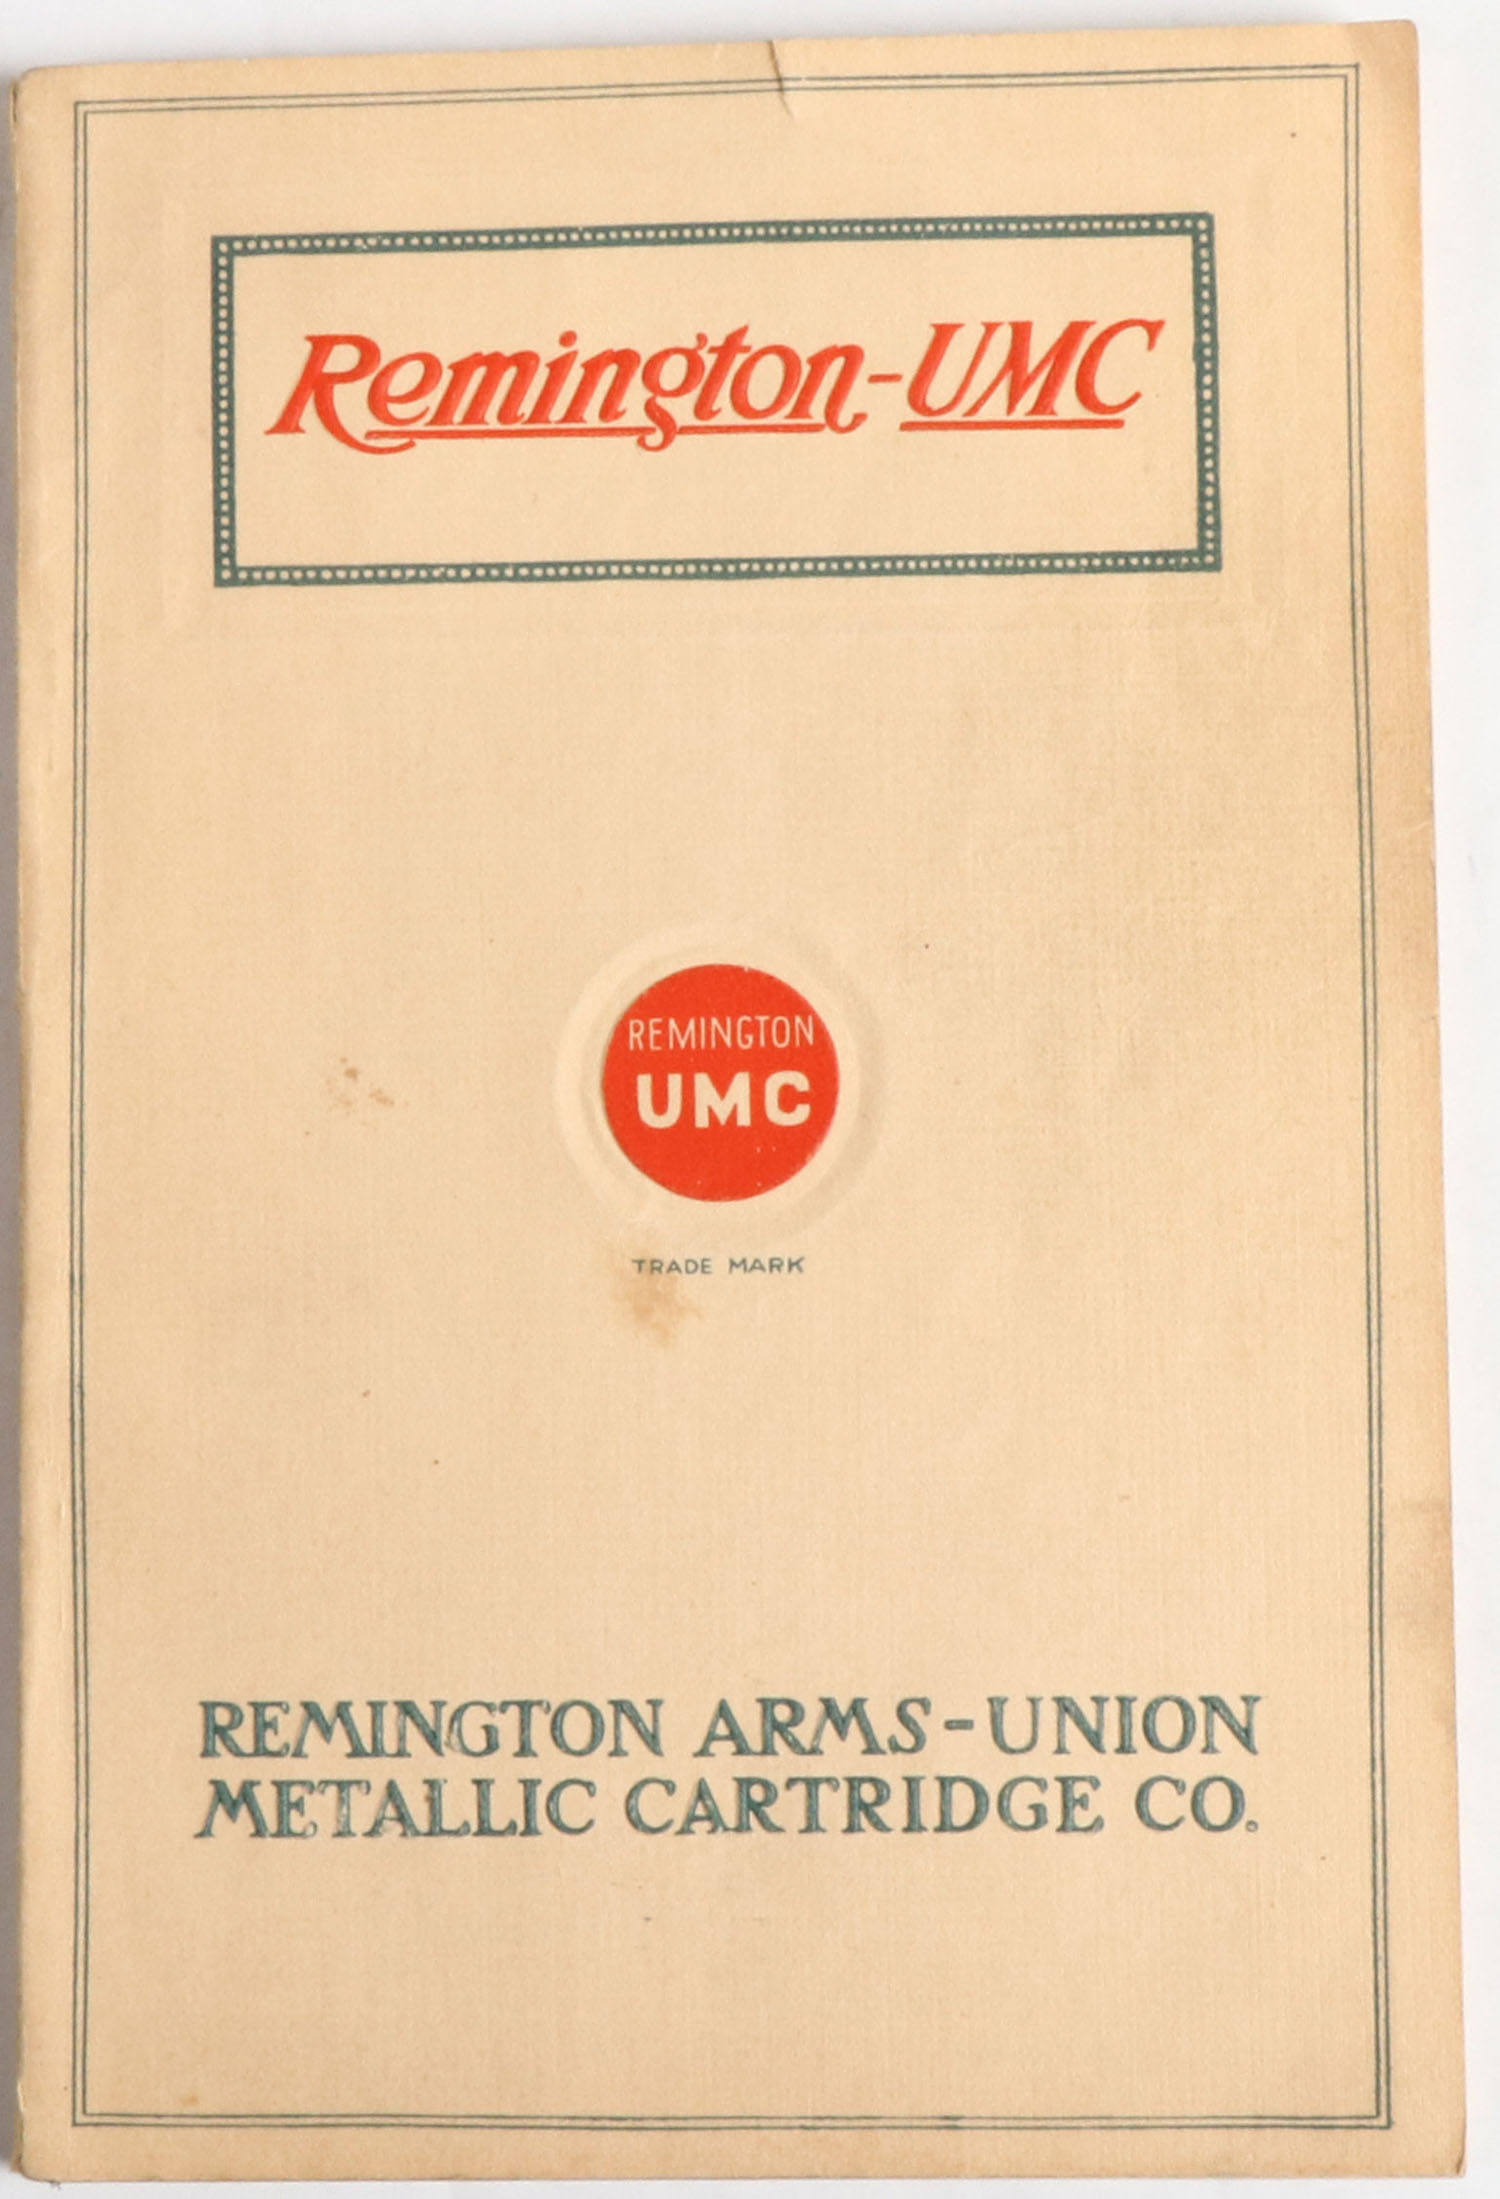 Remington-UMC
REMINGTON
UMC
TRADE MARK
REMINGTON ARMS-UNION
METALLIC CARTRIDGE CO.